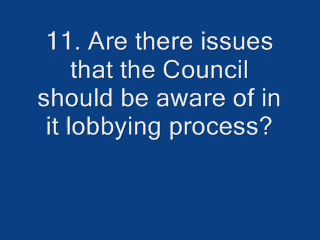 11. Are there issues
that the Council
should be aware of in
it lobbying process?